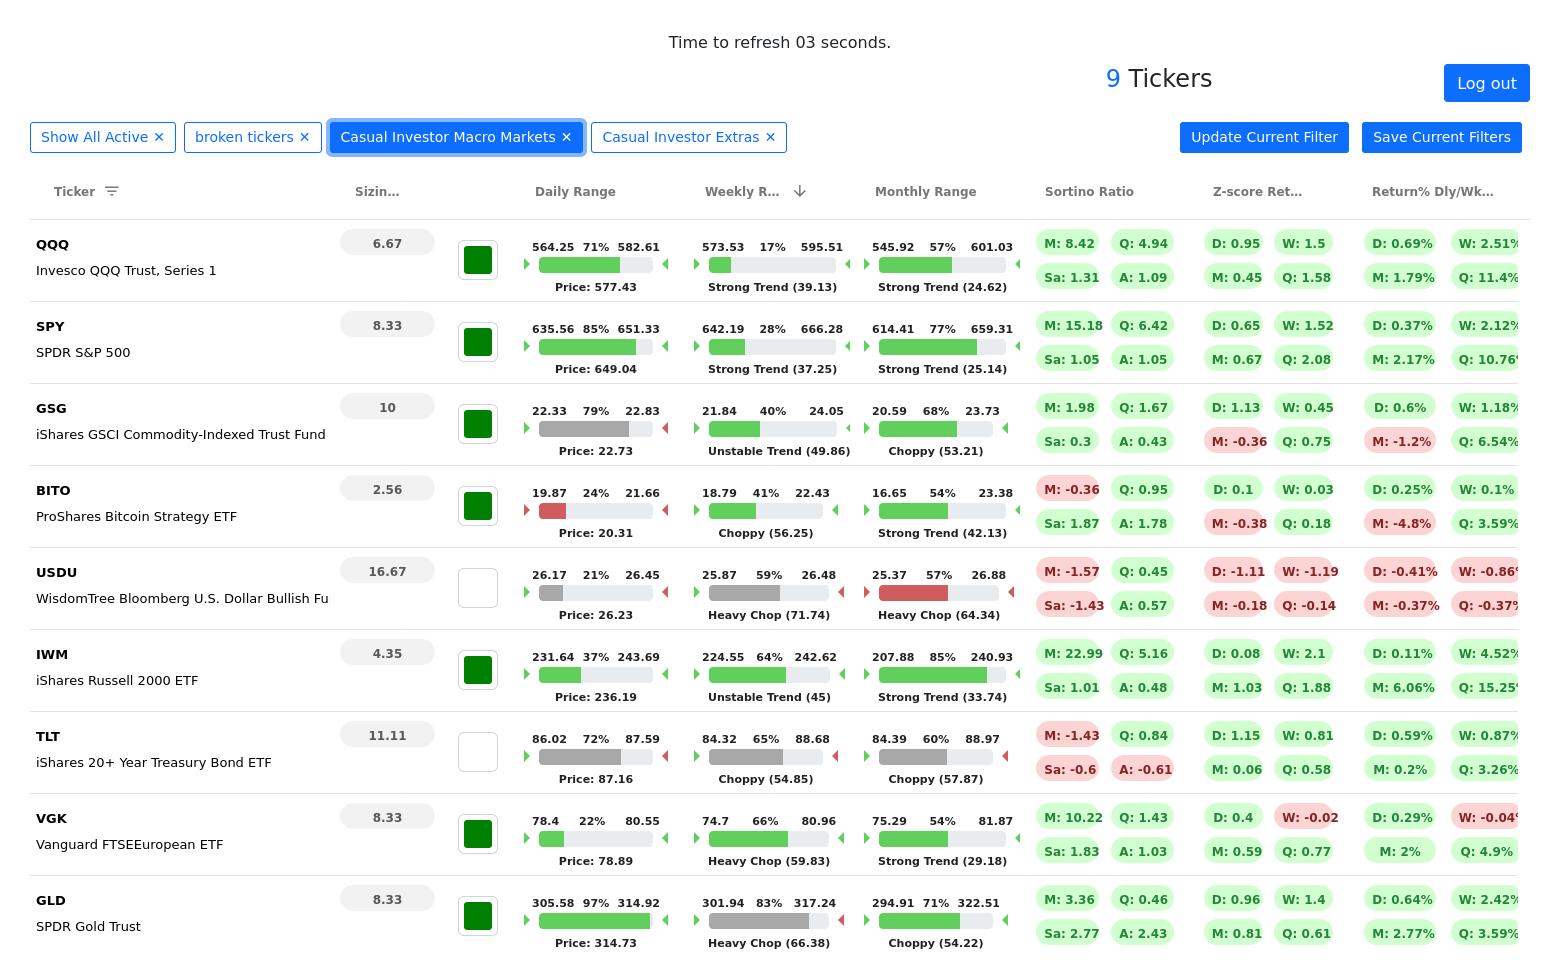 Time to refresh 03 seconds.
9 Tickers
Log out
Show All Active ✕ broken tickers ✕ Casual Investor Macro Markets ✕ Casual Investor Extras ✕ Update Current Filter Save Current Filters
Ticker Sizin... Daily Range Weekly R... Monthly Range Sortino Ratio Z-score Ret... Return% Dly/Wk...
QQQ 6.67 564.25 71% 582.61 573.53 17% 595.51 545.92 57% 601.03 M: 8.42 Q: 4.94 D: 0.95 W: 1.5 D: 0.69% W: 2.51%
Invesco QQQ Trust, Series 1 Price: 577.43 Strong Trend (39.13) Strong Trend (24.62) Sa: 1.31 A: 1.09 M: 0.45 Q: 1.58 M: 1.79% Q: 11.4%
SPY 8.33 635.56 85% 651.33 642.19 28% 666.28 614.41 77% 659.31 M: 15.18 Q: 6.42 D: 0.65 W: 1.52 D: 0.37% W: 2.12%
SPDR S&P 500 Price: 649.04 Strong Trend (37.25) Strong Trend (25.14) Sa: 1.05 A: 1.05 M: 0.67 Q: 2.08 M: 2.17% Q: 10.76%
GSG 10 22.33 79% 22.83 21.84 40% 24.05 20.59 68% 23.73 M: 1.98 Q: 1.67 D: 1.13 W: 0.45 D: 0.6% W: 1.18%
iShares GSCI Commodity-Indexed Trust Fund Price: 22.73 Unstable Trend (49.86) Choppy (53.21) Sa: 0.3 A: 0.43 M: -0.36 Q: 0.75 M: -1.2% Q: 6.54%
BITO 2.56 19.87 24% 21.66 18.79 41% 22.43 16.65 54% 23.38 M: -0.36 Q: 0.95 D: 0.1 W: 0.03 D: 0.25% W: 0.1%
ProShares Bitcoin Strategy ETF Price: 20.31 Choppy (56.25) Strong Trend (42.13) Sa: 1.87 A: 1.78 M: -0.38 Q: 0.18 M: -4.8% Q: 3.59%
USDU 16.67 26.17 21% 26.45 25.87 59% 26.48 25.37 57% 26.88 M: -1.57 Q: 0.45 D: -1.11 W: -1.19 D: -0.41% W: -0.86%
WisdomTree Bloomberg U.S. Dollar Bullish Fu Price: 26.23 Heavy Chop (71.74) Heavy Chop (64.34) Sa: -1.43 A: 0.57 M: -0.18 Q: -0.14 M: -0.37% Q: -0.37%
IWM 4.35 231.64 37% 243.69 224.55 64% 242.62 207.88 85% 240.93 M: 22.99 Q: 5.16 D: 0.08 W: 2.1 D: 0.11% W: 4.52%
iShares Russell 2000 ETF Price: 236.19 Unstable Trend (45) Strong Trend (33.74) Sa: 1.01 A: 0.48 M: 1.03 Q: 1.88 M: 6.06% Q: 15.25%
TLT 11.11 86.02 72% 87.59 84.32 65% 88.68 84.39 60% 88.97 M: -1.43 Q: 0.84 D: 1.15 W: 0.81 D: 0.59% W: 0.87%
iShares 20+ Year Treasury Bond ETF Price: 87.16 Choppy (54.85) Choppy (57.87) Sa: -0.6 A: -0.61 M: 0.06 Q: 0.58 M: 0.2% Q: 3.26%
VGK 8.33 78.4 22% 80.55 74.7 66% 80.96 75.29 54% 81.87 M: 10.22 Q: 1.43 D: 0.4 W: -0.02 D: 0.29% W: -0.04%
Vanguard FTSEEuropean ETF Price: 78.89 Heavy Chop (59.83) Strong Trend (29.18) Sa: 1.83 A: 1.03 M: 0.59 Q: 0.77 M: 2% Q: 4.9%
GLD 8.33 305.58 97% 314.92 301.94 83% 317.24 294.91 71% 322.51 M: 3.36 Q: 0.46 D: 0.96 W: 1.4 D: 0.64% W: 2.42%
SPDR Gold Trust Price: 314.73 Heavy Chop (66.38) Choppy (54.22) Sa: 2.77 A: 2.43 M: 0.81 Q: 0.61 M: 2.77% Q: 3.59%